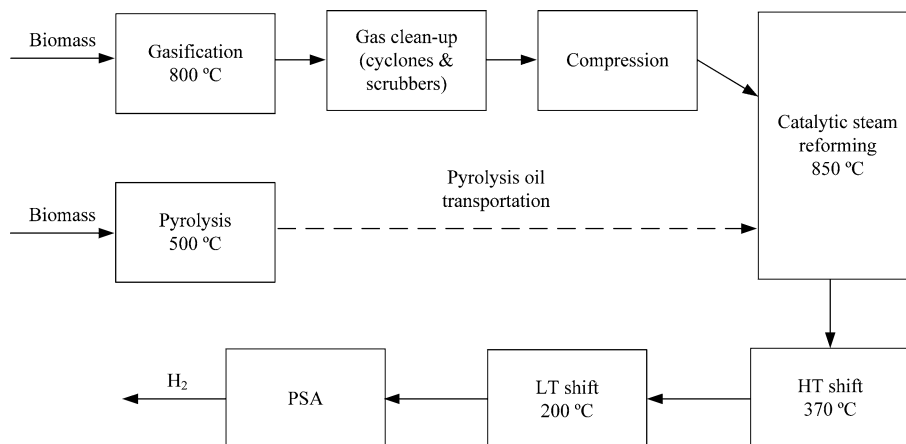 Biomass
Gasification
800 ºC
Gas clean-up
(cyclones &
scrubbers)
Compression
Catalytic steam
reforming
850 ºC
Biomass
Pyrolysis
500 ºC
Pyrolysis oil
transportation
H₂
PSA
LT shift
200 ºC
HT shift
370 ºC